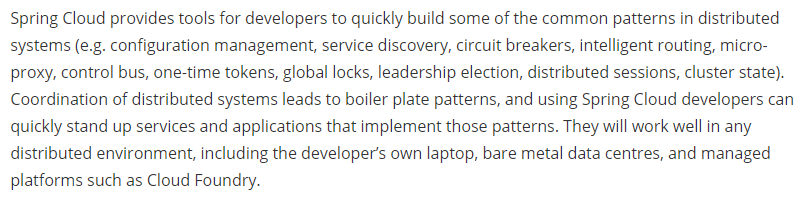 Spring Cloud provides tools for developers to quickly build some of the common patterns in distributed
systems (e.g. configuration management, service discovery, circuit breakers, intelligent routing, micro-
proxy, control bus, one-time tokens, global locks, leadership election, distributed sessions, cluster state).
Coordination of distributed systems leads to boiler plate patterns, and using Spring Cloud developers can
quickly stand up services and applications that implement those patterns. They will work well in any
distributed environment, including the developer’s own laptop, bare metal data centres, and managed
platforms such as Cloud Foundry.